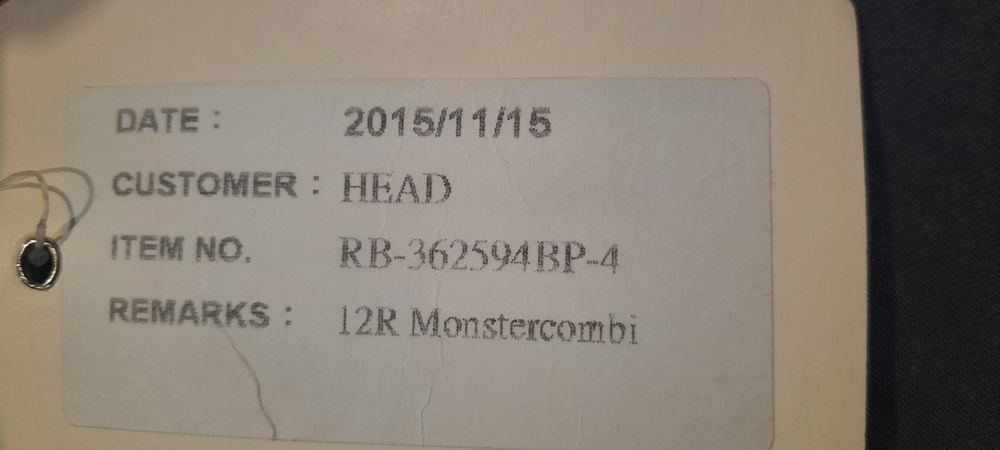 DATE : 2015/11/15
CUSTOMER : HEAD
ITEM NO. RB-362594BP-4
REMARKS : 12R Monstercombi